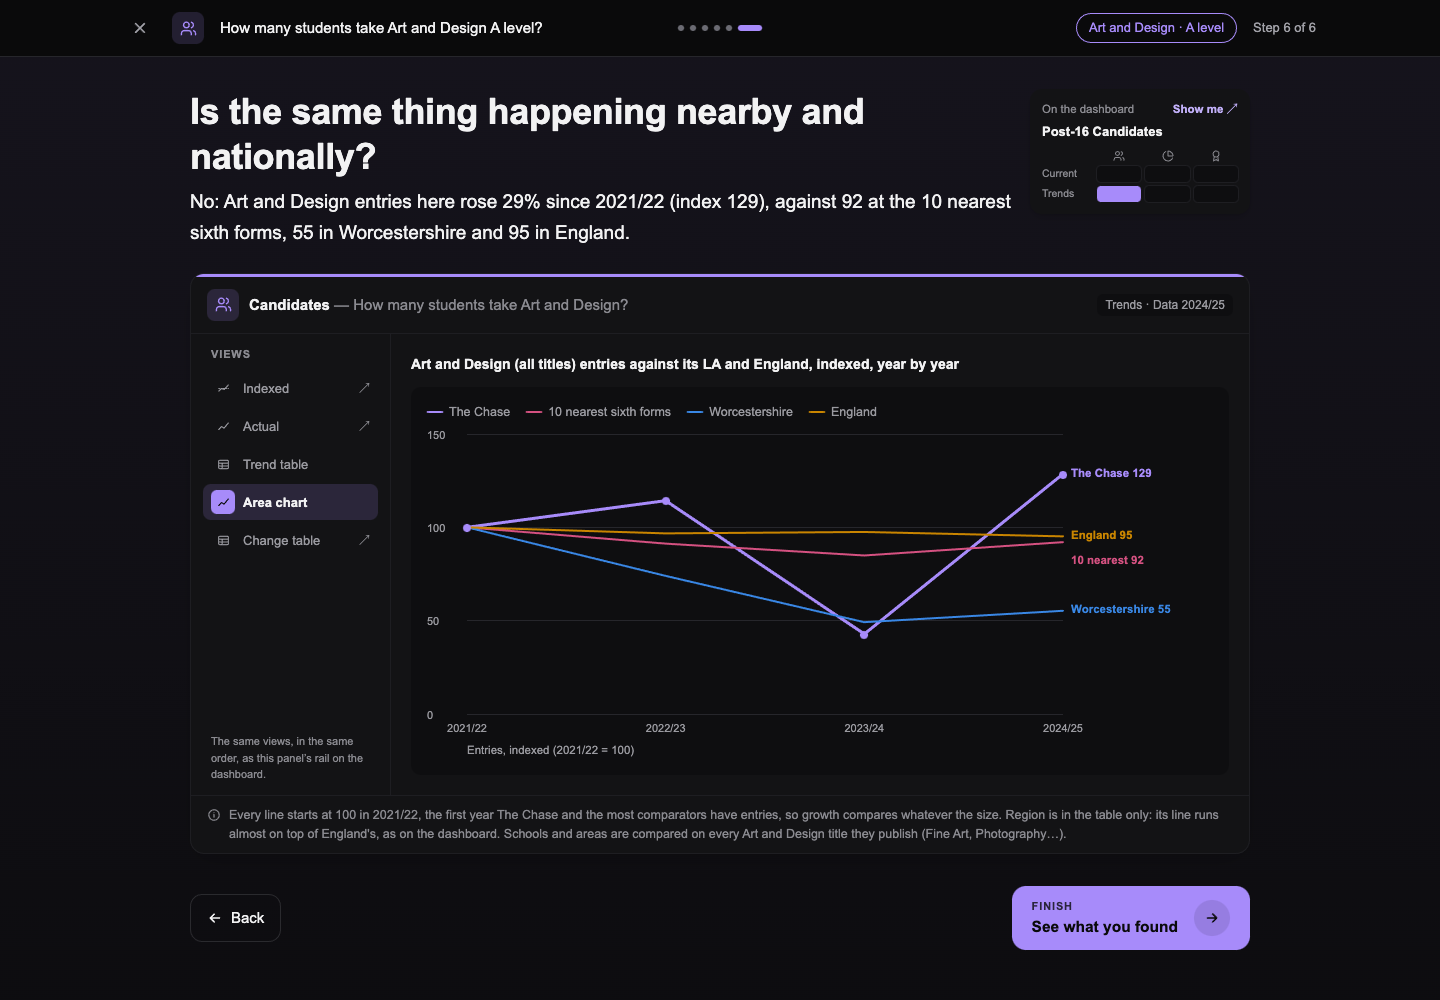 How many students take Art and Design A level?
Art and Design · A level
Step 6 of 6
Is the same thing happening nearby and
nationally?
No: Art and Design entries here rose 29% since 2021/22 (index 129), against 92 at the 10 nearest
sixth forms, 55 in Worcestershire and 95 in England.
On the dashboard
Show me
Post-16 Candidates
Current
Trends
Candidates — How many students take Art and Design?
Trends · Data 2024/25
VIEWS
Indexed
Actual
Trend table
Area chart
Change table
The same views, in the same
order, as this panel's rail on the
dashboard.
Art and Design (all titles) entries against its LA and England, indexed, year by year
The Chase
10 nearest sixth forms
Worcestershire
England
150
100
50
0
The Chase 129
England 95
10 nearest 92
Worcestershire 55
2021/22
2022/23
2023/24
2024/25
Entries, indexed (2021/22 = 100)
Every line starts at 100 in 2021/22, the first year The Chase and the most comparators have entries, so growth compares whatever the size. Region is in the table only: its line runs
almost on top of England's, as on the dashboard. Schools and areas are compared on every Art and Design title they publish (Fine Art, Photography…).
Back
FINISH
See what you found